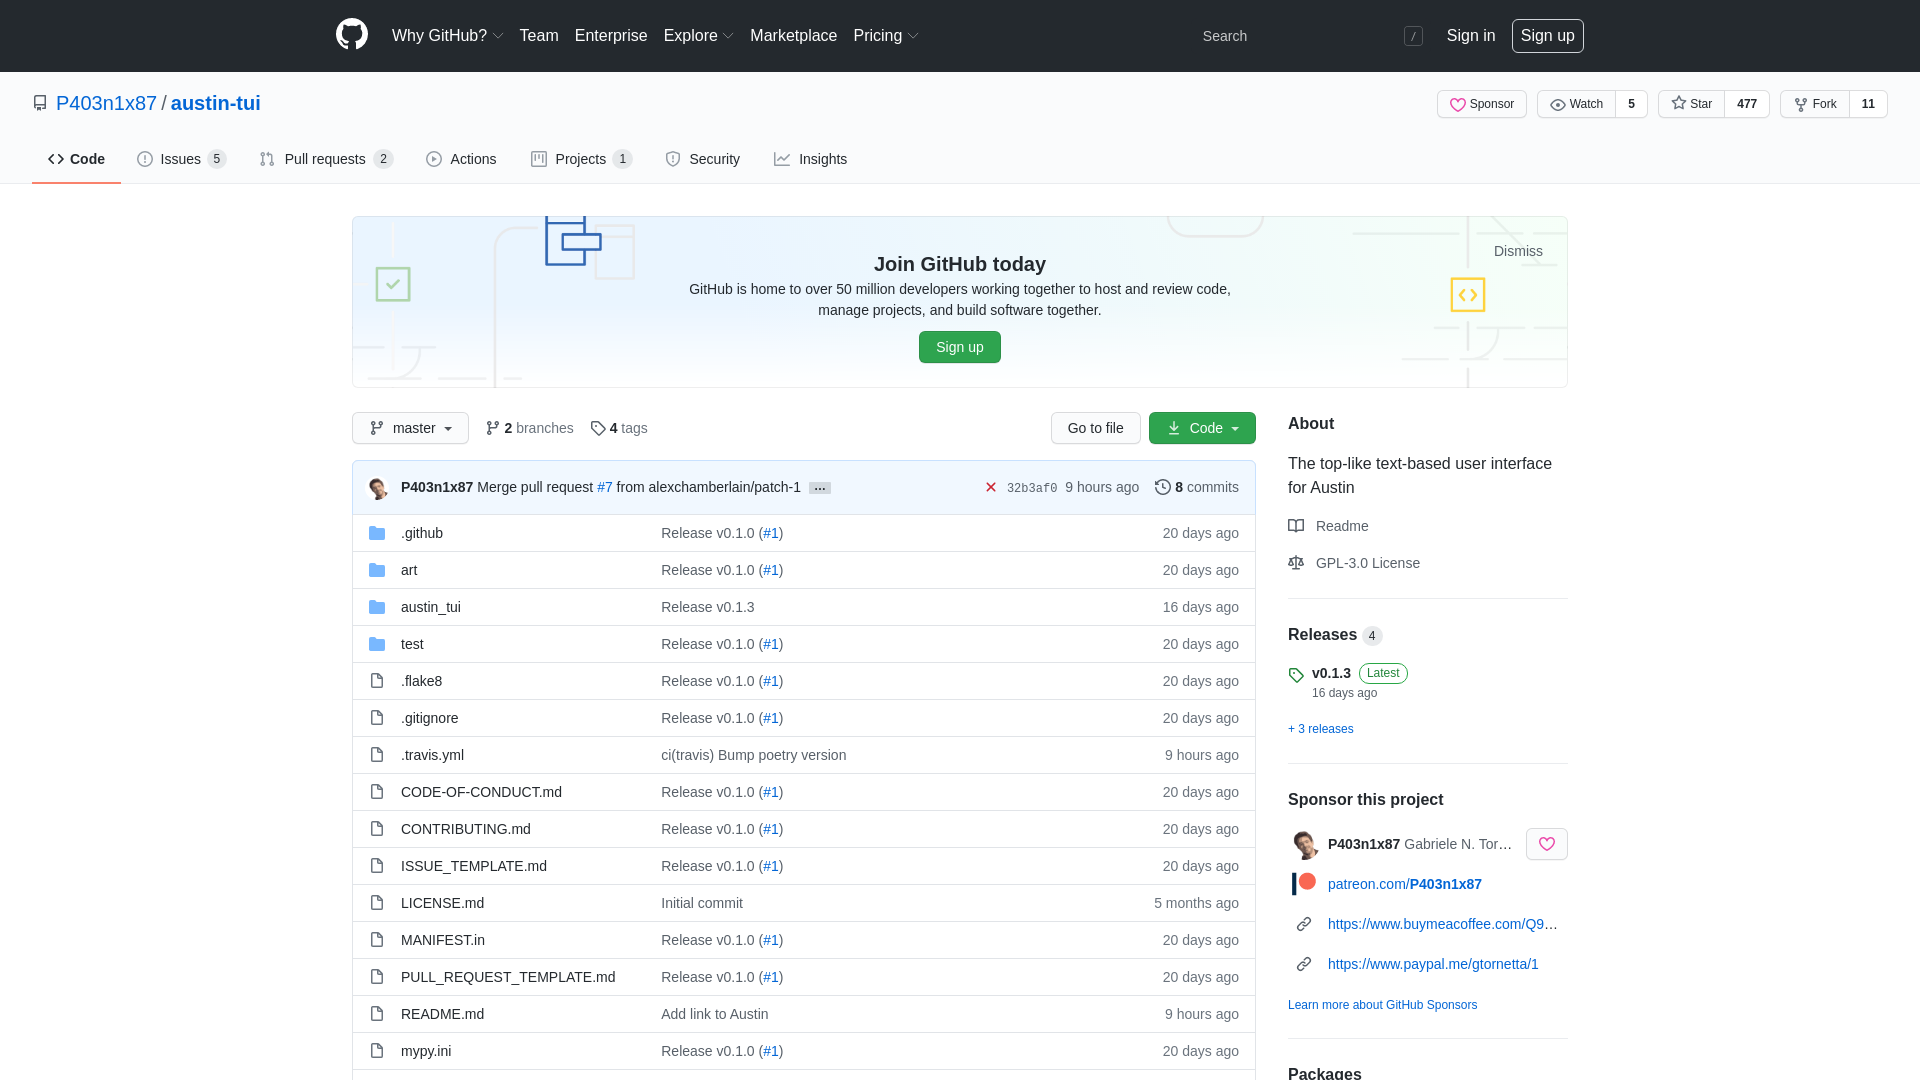 Why GitHub? Team Enterprise Explore Marketplace Pricing Search / Sign in Sign up
P403n1x87 / austin-tui Sponsor Watch 5 Star 477 Fork 11
Code Issues 5 Pull requests 2 Actions Projects 1 Security Insights
Dismiss
Join GitHub today
GitHub is home to over 50 million developers working together to host and review code,
manage projects, and build software together.
Sign up
master 2 branches 4 tags Go to file Code
P403n1x87 Merge pull request #7 from alexchamberlain/patch-1 … 32b3af0 9 hours ago 8 commits
.github Release v0.1.0 (#1) 20 days ago
art Release v0.1.0 (#1) 20 days ago
austin_tui Release v0.1.3 16 days ago
test Release v0.1.0 (#1) 20 days ago
.flake8 Release v0.1.0 (#1) 20 days ago
.gitignore Release v0.1.0 (#1) 20 days ago
.travis.yml ci(travis) Bump poetry version 9 hours ago
CODE-OF-CONDUCT.md Release v0.1.0 (#1) 20 days ago
CONTRIBUTING.md Release v0.1.0 (#1) 20 days ago
ISSUE_TEMPLATE.md Release v0.1.0 (#1) 20 days ago
LICENSE.md Initial commit 5 months ago
MANIFEST.in Release v0.1.0 (#1) 20 days ago
PULL_REQUEST_TEMPLATE.md Release v0.1.0 (#1) 20 days ago
README.md Add link to Austin 9 hours ago
mypy.ini Release v0.1.0 (#1) 20 days ago
About
The top-like text-based user interface
for Austin
Readme
GPL-3.0 License
Releases 4
v0.1.3 Latest
16 days ago
+ 3 releases
Sponsor this project
P403n1x87 Gabriele N. Tor…
patreon.com/P403n1x87
https://www.buymeacoffee.com/Q9…
https://www.paypal.me/gtornetta/1
Learn more about GitHub Sponsors
Packages